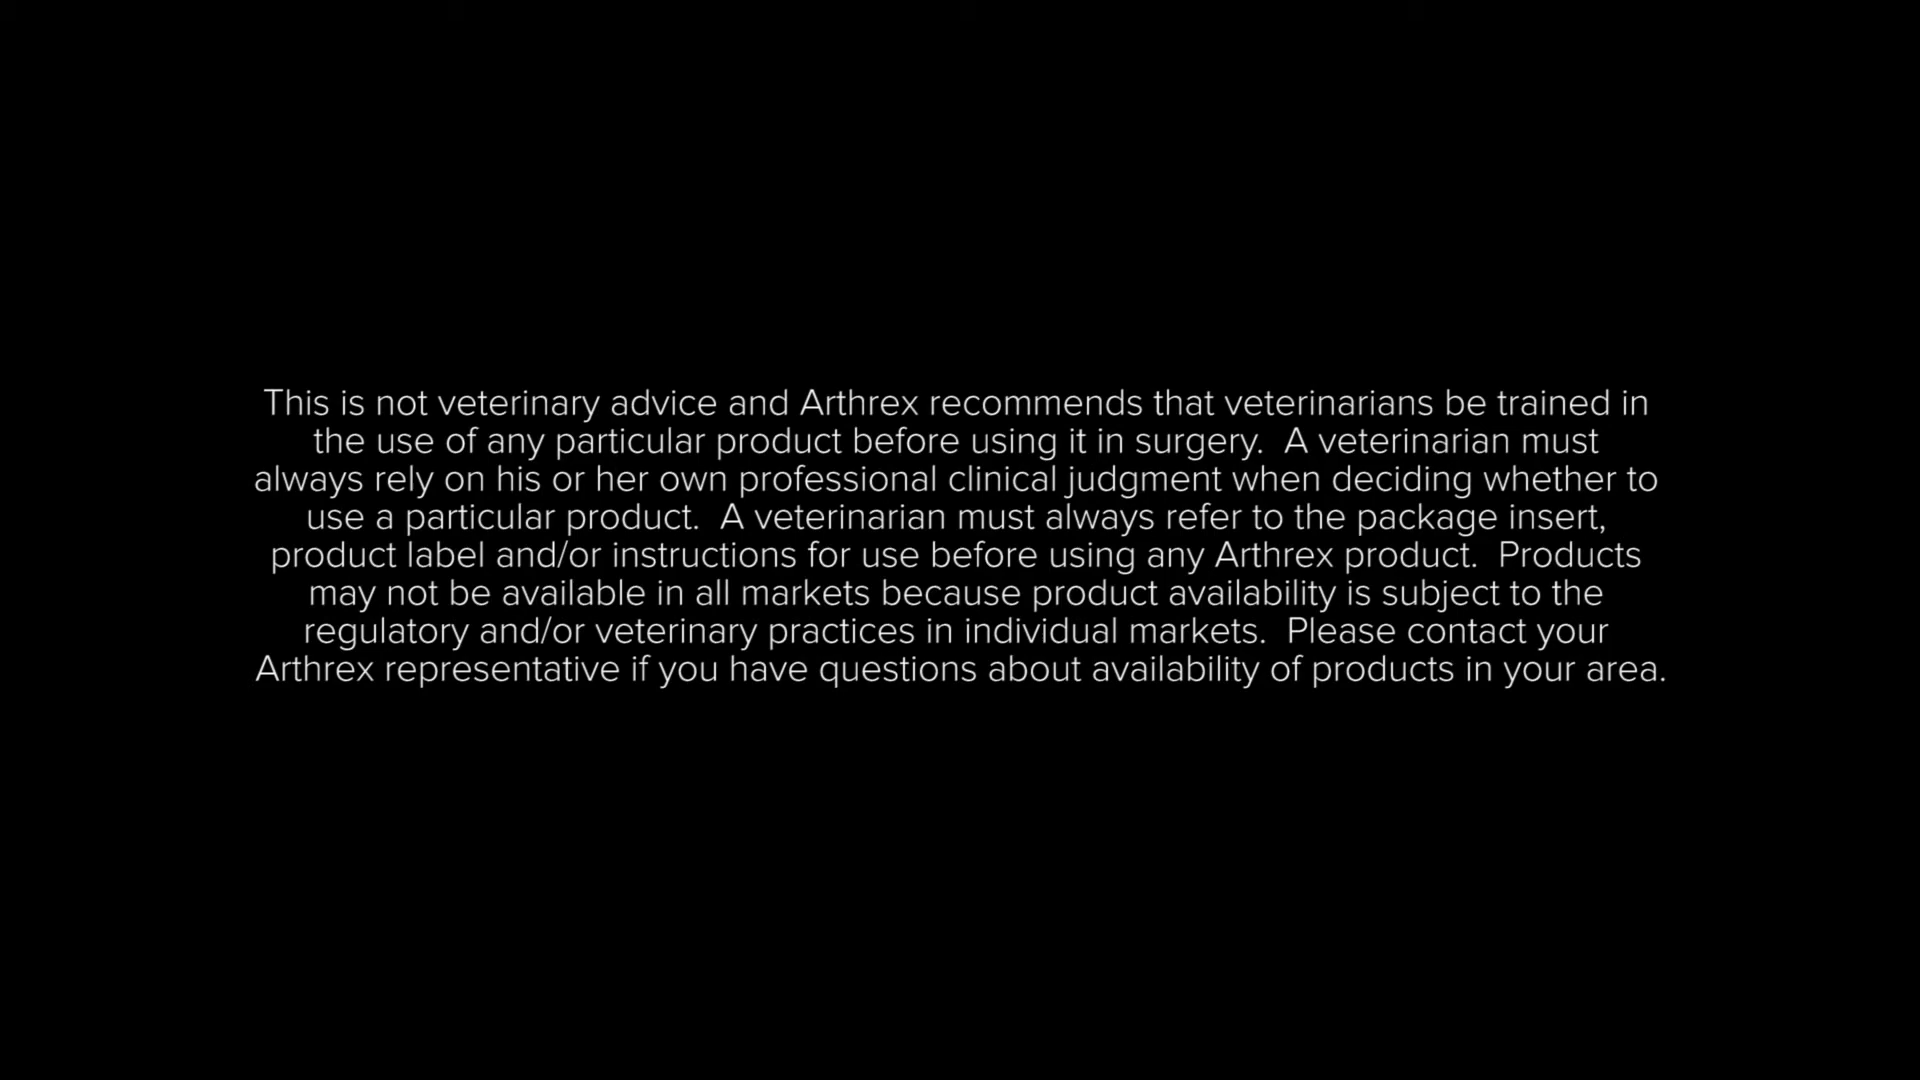 This is not veterinary advice and Arthrex recommends that veterinarians be trained in
the use of any particular product before using it in surgery.  A veterinarian must
always rely on his or her own professional clinical judgment when deciding whether to
use a particular product.  A veterinarian must always refer to the package insert,
product label and/or instructions for use before using any Arthrex product.  Products
may not be available in all markets because product availability is subject to the
regulatory and/or veterinary practices in individual markets.  Please contact your
Arthrex representative if you have questions about availability of products in your area.